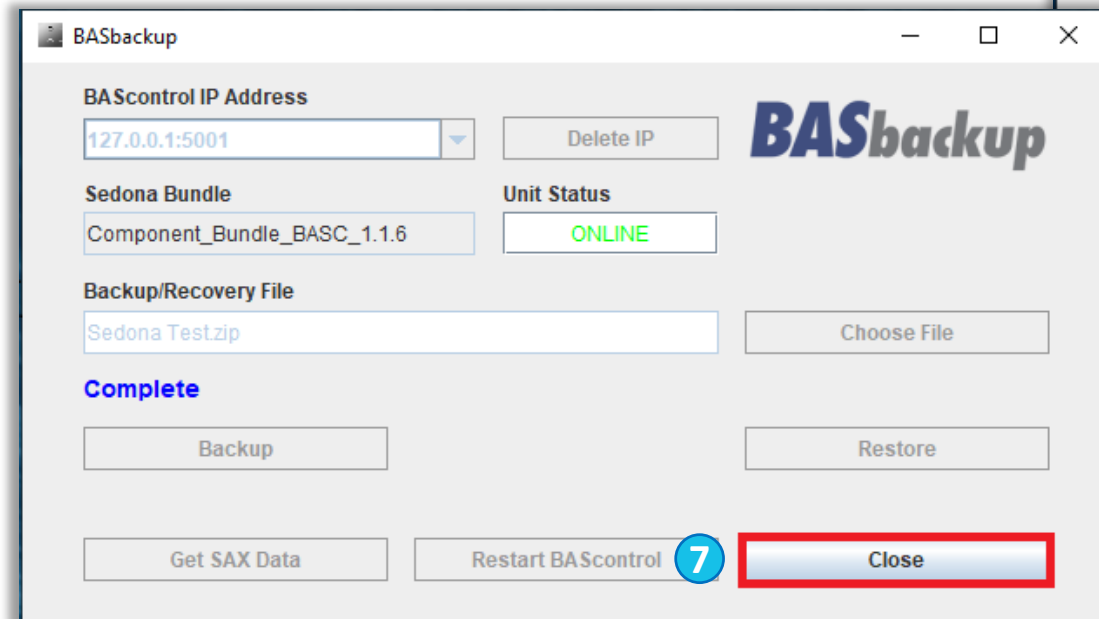 BASbackup
BAScontrol IP Address
127.0.0.1:5001
Delete IP
BASbackup
Sedona Bundle
Unit Status
Component_Bundle_BASC_1.1.6
ONLINE
Backup/Recovery File
Sedona Test.zip
Choose File
Complete
Backup
Restore
Get SAX Data
Restart BAScontrol
7
Close